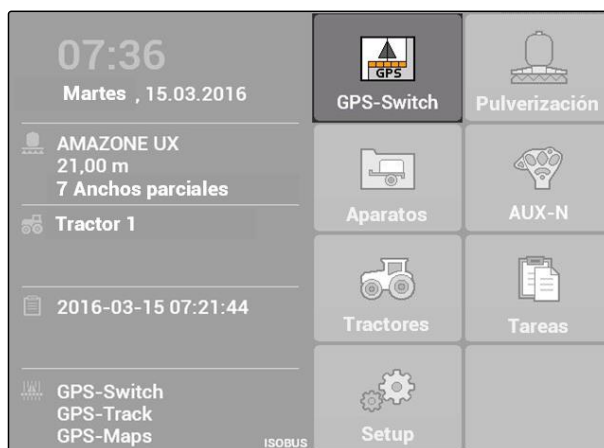 07:36
Martes , 15.03.2016
AMAZONE UX
21,00 m
7 Anchos parciales
Tractor 1
2016-03-15 07:21:44
GPS-Switch
GPS-Track
GPS-Maps
ISOBUS
GPS
GPS-Switch
Pulverización
Aparatos
AUX-N
Tractores
Tareas
Setup